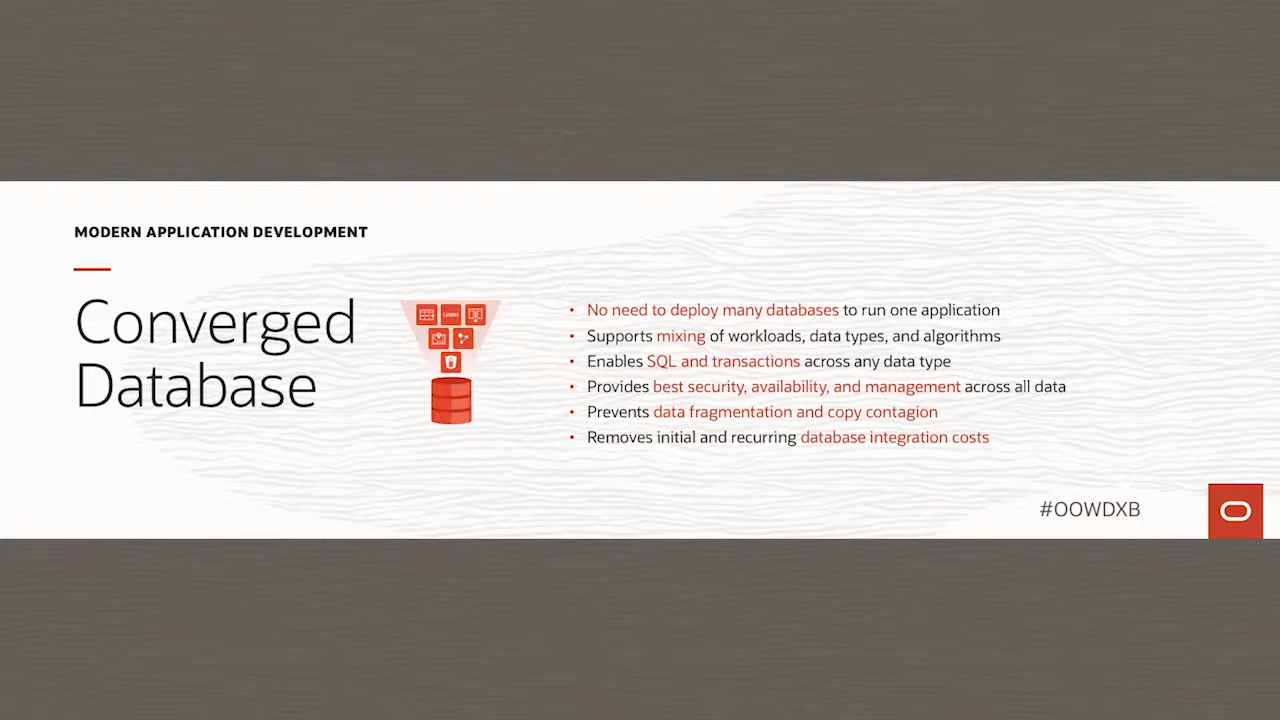 MODERN APPLICATION DEVELOPMENT
Converged
Database
• No need to deploy many databases to run one application
• Supports mixing of workloads, data types, and algorithms
• Enables SQL and transactions across any data type
• Provides best security, availability, and management across all data
• Prevents data fragmentation and copy contagion
• Removes initial and recurring database integration costs
#OOWDXB